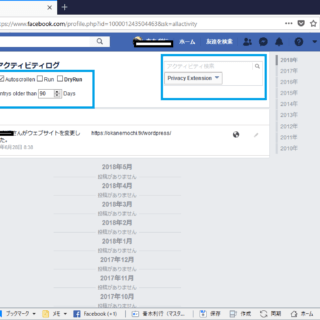 ps://www.facebook.com/profile.php?id=100001243504463&sk=allactivity
ホーム 友達を検索
アクティビティログ
Autoscrollen Run DryRun
ntrys older than 90 Days
アクティビティ検索
Privacy Extension
2018年
2017年
2016年
2015年
2014年
2013年
2012年
2011年
2010年
さんがウェブサイトを変更し
た。
https://okanemochi.tk/wordpress/
2018年5月
投稿がありません
2018年4月
投稿がありません
2018年3月
投稿がありません
2018年2月
投稿がありません
2018年1月
投稿がありません
2017年12月
投稿がありません
2017年11月
投稿がありません
2017年10月
投稿がありません
ブックマーク メモ facebook (+1) 保存 作成 同期 ホーム